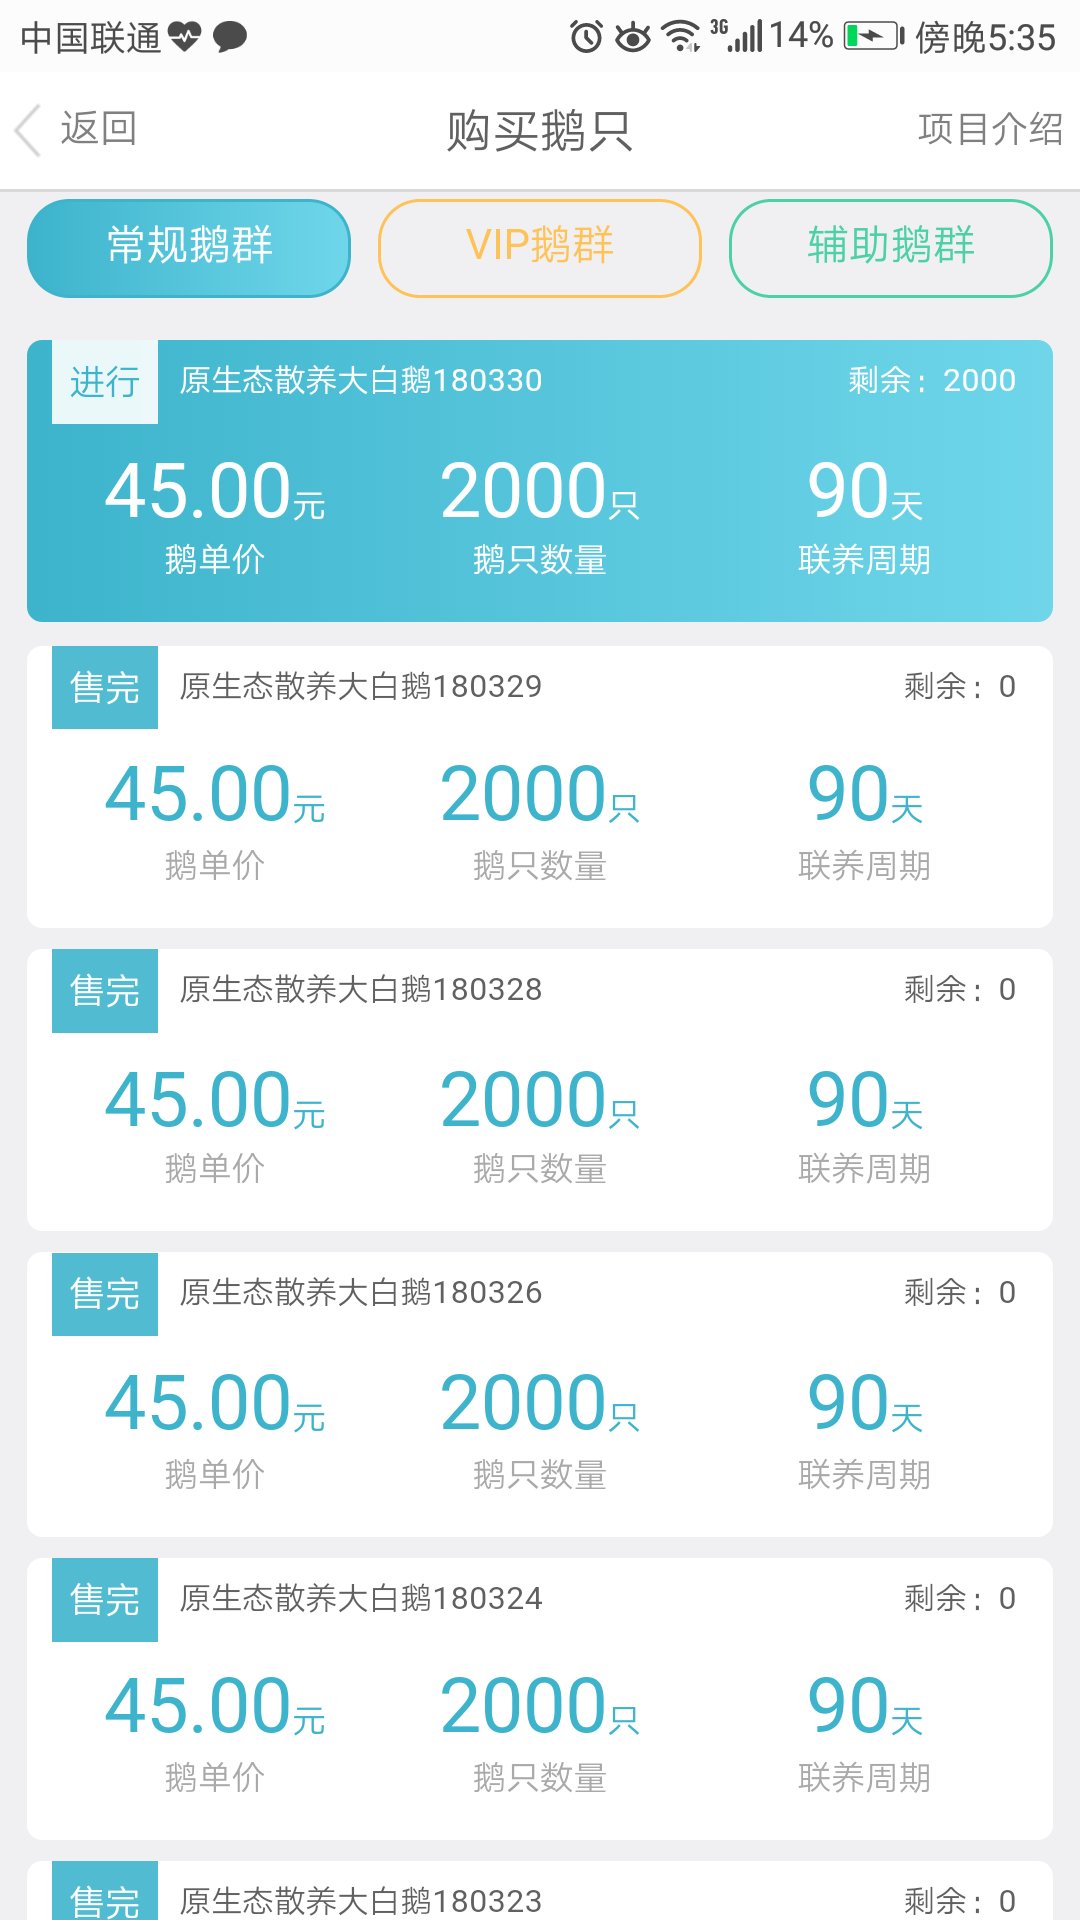 中国联通 3G 14% 傍晚5:35
返回 购买鹅只 项目介绍
常规鹅群 VIP鹅群 辅助鹅群
进行 原生态散养大白鹅180330 剩余：2000
45.00元 2000只 90天
鹅单价 鹅只数量 联养周期
售完 原生态散养大白鹅180329 剩余：0
45.00元 2000只 90天
鹅单价 鹅只数量 联养周期
售完 原生态散养大白鹅180328 剩余：0
45.00元 2000只 90天
鹅单价 鹅只数量 联养周期
售完 原生态散养大白鹅180326 剩余：0
45.00元 2000只 90天
鹅单价 鹅只数量 联养周期
售完 原生态散养大白鹅180324 剩余：0
45.00元 2000只 90天
鹅单价 鹅只数量 联养周期
售完 原生态散养大白鹅180323 剩余：0